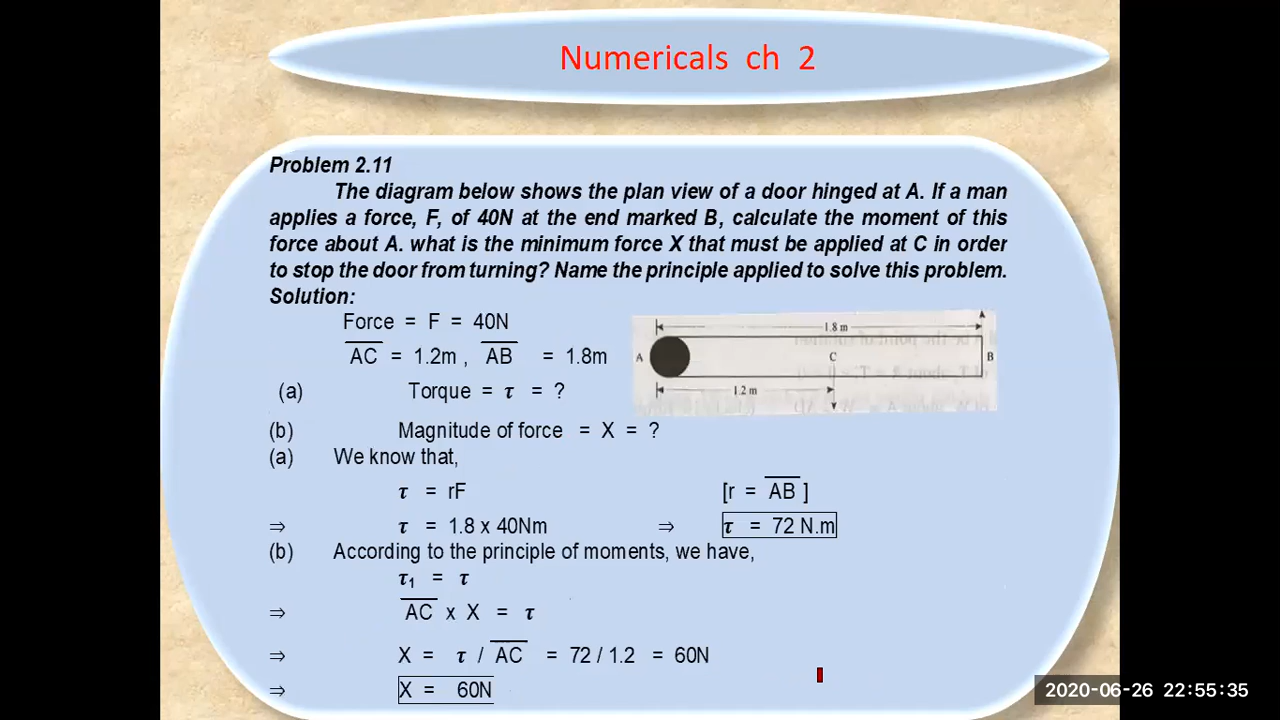 Numericals ch 2
Problem 2.11
The diagram below shows the plan view of a door hinged at A. If a man
applies a force, F, of 40N at the end marked B, calculate the moment of this
force about A. what is the minimum force X that must be applied at C in order
to stop the door from turning? Name the principle applied to solve this problem.
Solution:
Force = F = 40N
A̅C̅ = 1.2m , A̅B̅ = 1.8m
(a) Torque = τ = ?
1.8 m
A
C
B
1.2 m
(b) Magnitude of force = X = ?
(a) We know that,
τ = rF [r = A̅B̅ ]
⇒ τ = 1.8 x 40Nm ⇒ τ = 72 N.m
(b) According to the principle of moments, we have,
τ₁ = τ
⇒ A̅C̅ x X = τ
⇒ X = τ / A̅C̅ = 72 / 1.2 = 60N
⇒ X = 60N
2020-06-26 22:55:35